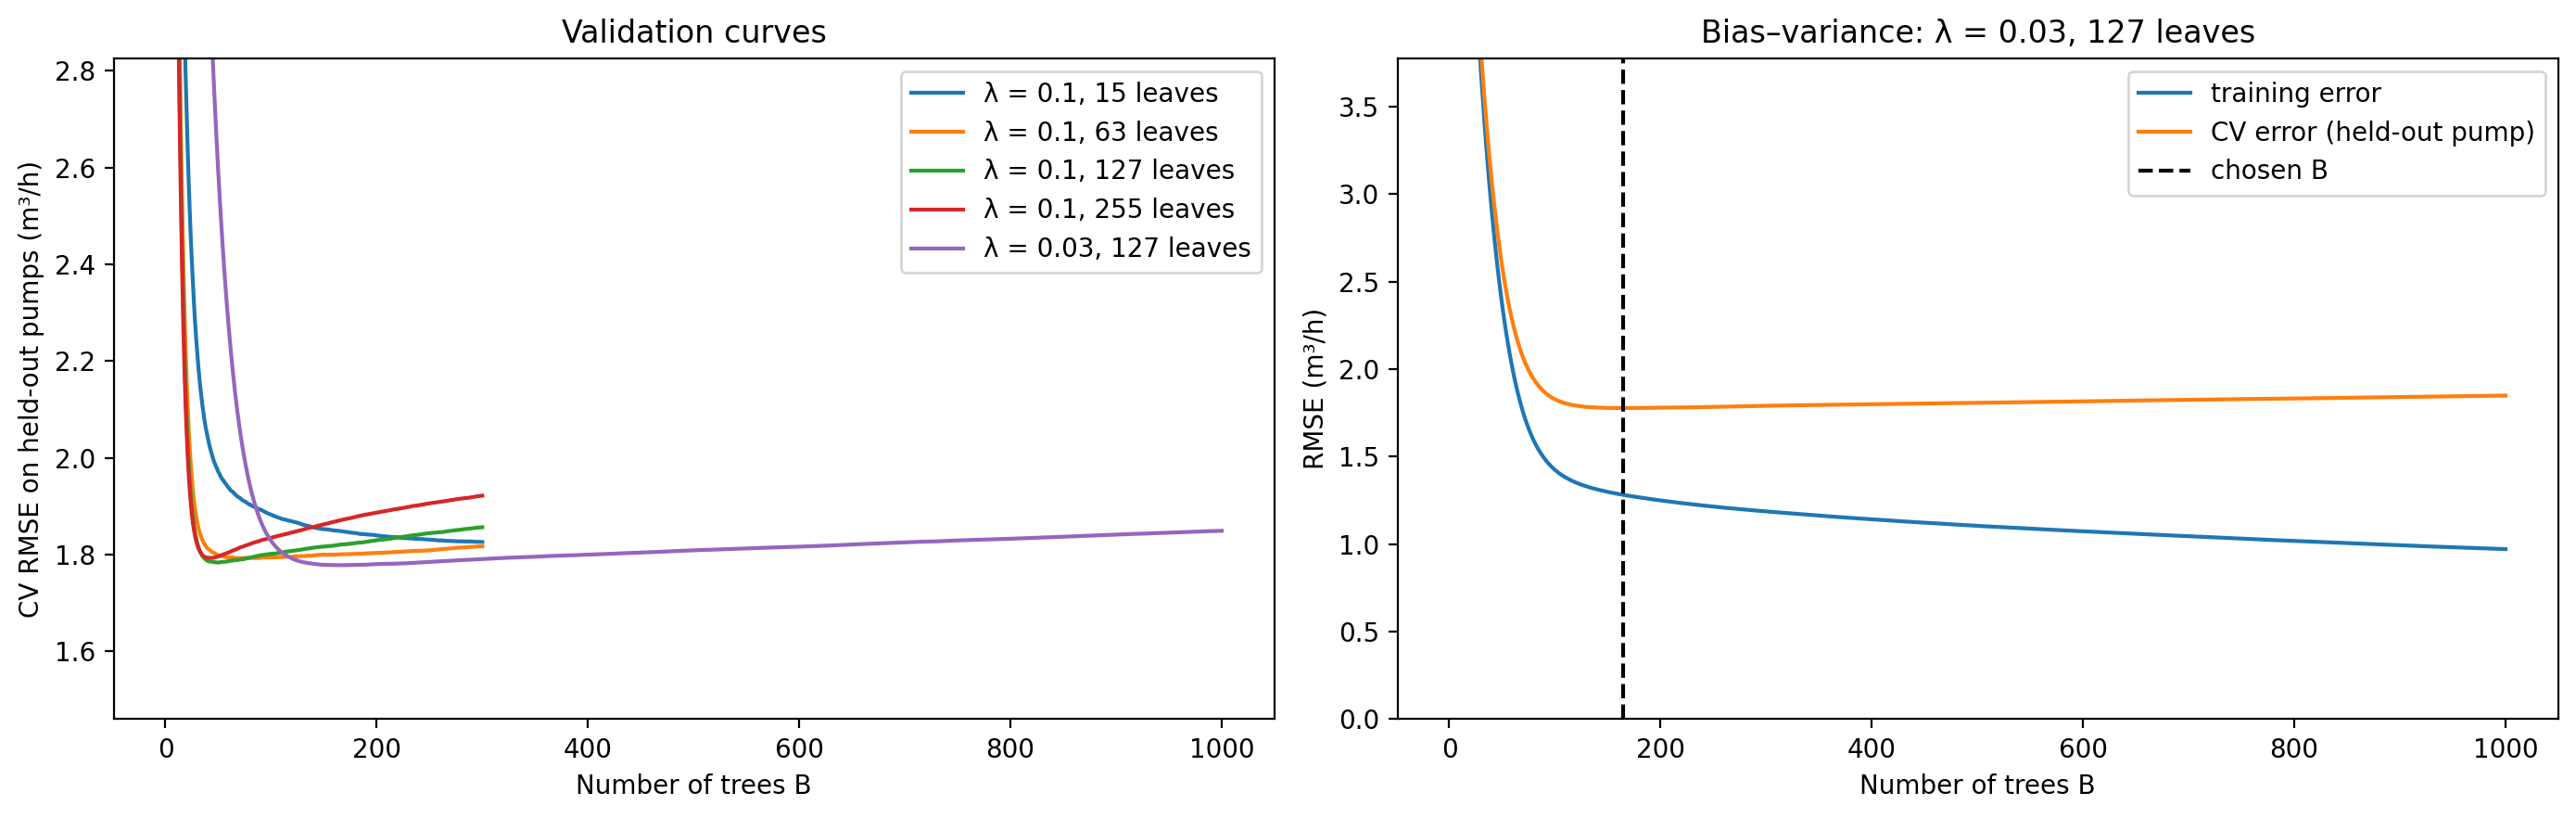 Validation curves
CV RMSE on held-out pumps (m³/h)
2.8
2.6
2.4
2.2
2.0
1.8
1.6
λ = 0.1, 15 leaves
λ = 0.1, 63 leaves
λ = 0.1, 127 leaves
λ = 0.1, 255 leaves
λ = 0.03, 127 leaves
0 200 400 600 800 1000
Number of trees B
Bias–variance: λ = 0.03, 127 leaves
RMSE (m³/h)
3.5
3.0
2.5
2.0
1.5
1.0
0.5
0.0
training error
CV error (held-out pump)
chosen B
0 200 400 600 800 1000
Number of trees B